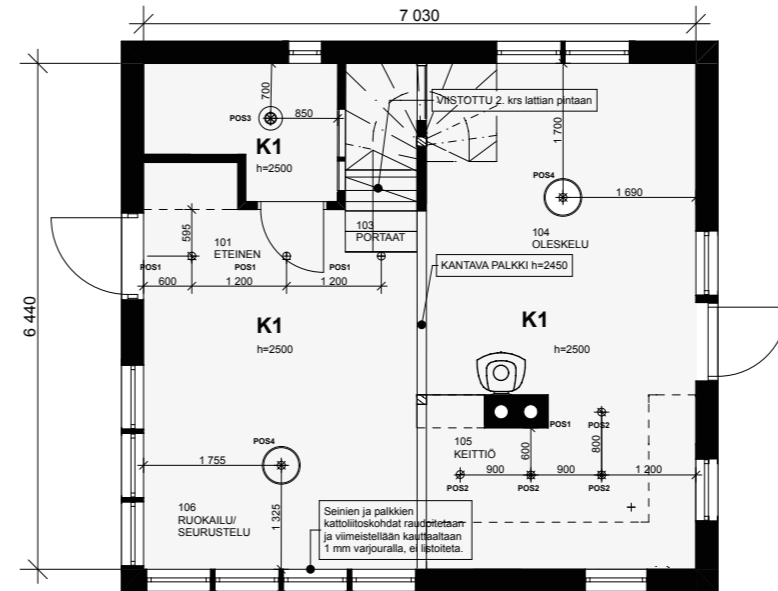 7 030
6 440
700
850
POS3
K1
h=2500
VIISTOTTU 2. krs lattian pintaan
1 700
POS4
1 690
595
101
ETEINEN
103
PORTAAT
104
OLESKELU
POS1
POS1
POS1
600
1 200
1 200
KANTAVA PALKKI h=2450
K1
h=2500
K1
h=2500
POS1
POS2
105
KEITTIÖ
600
800
900
900
1 200
POS2
POS2
POS2
POS4
1 755
1 325
106
RUOKAILU/
SEURUSTELU
Seinien ja palkkien
kattoliitoskohdat raudoitetaan
ja viimeistellään kauttaaltaan
1 mm varjouralla, ei listoiteta.